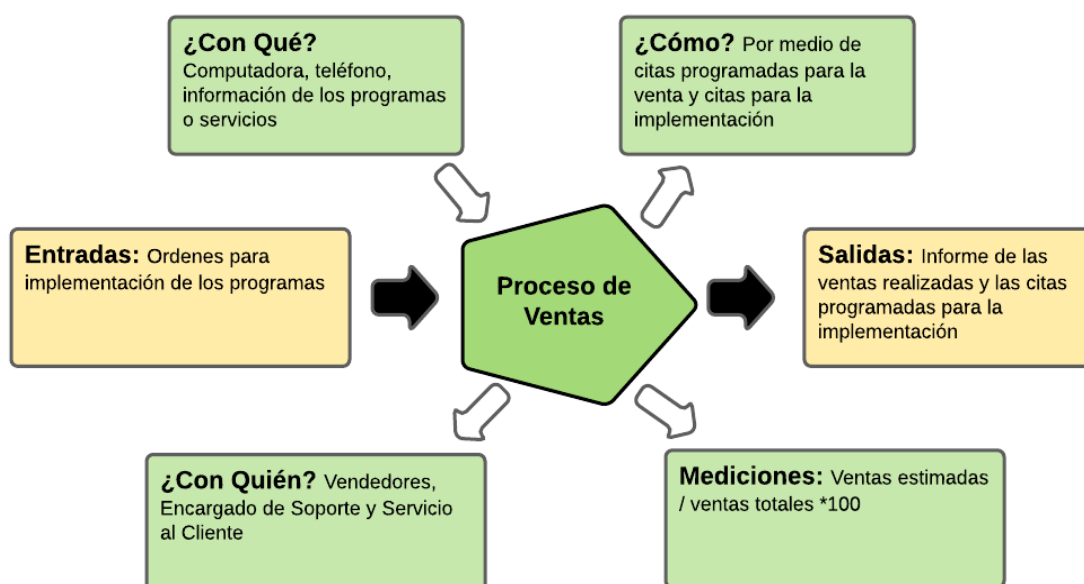 ¿Con Qué?
Computadora, teléfono,
información de los programas
o servicios
¿Cómo? Por medio de
citas programadas para la
venta y citas para la
implementación
Entradas: Ordenes para
implementación de los programas
Proceso de
Ventas
Salidas: Informe de las
ventas realizadas y las citas
programadas para la
implementación
¿Con Quién? Vendedores,
Encargado de Soporte y Servicio
al Cliente
Mediciones: Ventas estimadas
/ ventas totales *100